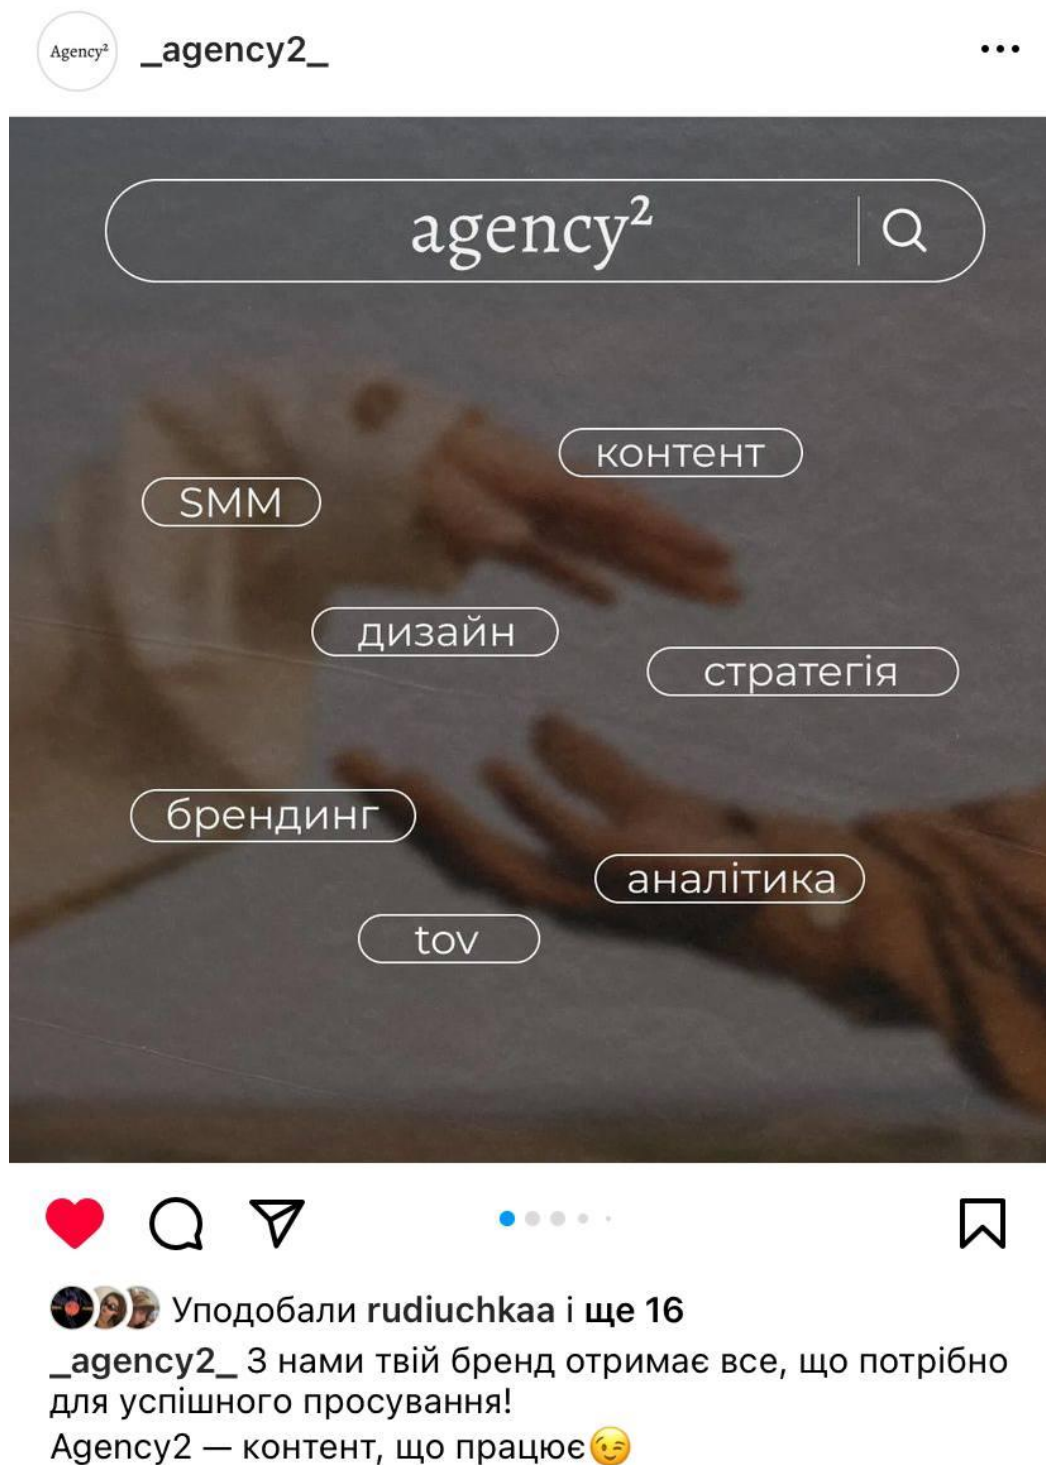 Agency²
_agency2_
agency²
контент
SMM
дизайн
стратегія
брендинг
аналітика
tov
Уподобали rudiuchkaa і ще 16
_agency2_ З нами твій бренд отримає все, що потрібно
для успішного просування!
Agency2 — контент, що працює😉